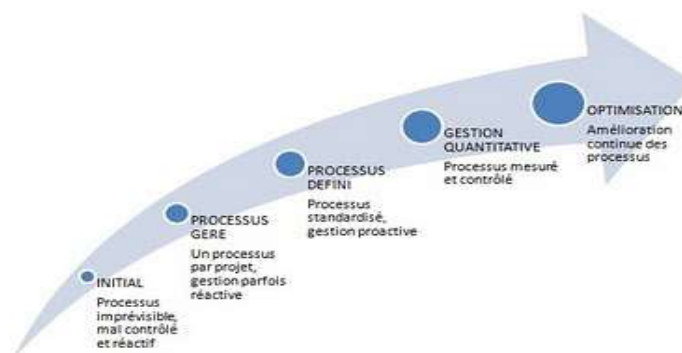 INITIAL
Processus
imprévisible,
mal contrôlé
et réactif
PROCESSUS
GERE
Un processus
par projet,
gestion parfois
réactive
PROCESSUS
DEFINI
Processus
standardisé,
gestion proactive
GESTION
QUANTITATIVE
Processus mesuré
et contrôlé
OPTIMISATION
Amélioration
continue des
processus